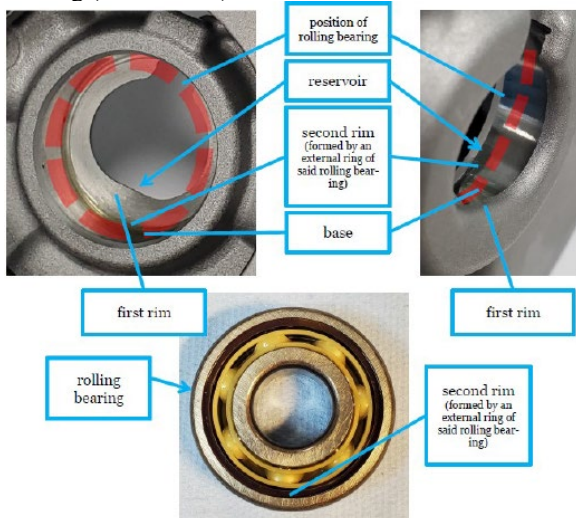 position of
rolling bearing
reservoir
second rim
(formed by an
external ring of
said rolling bear-
ing)
base
first rim
first rim
rolling
bearing
second rim
(formed by an
external ring of
said rolling bear-
ing)